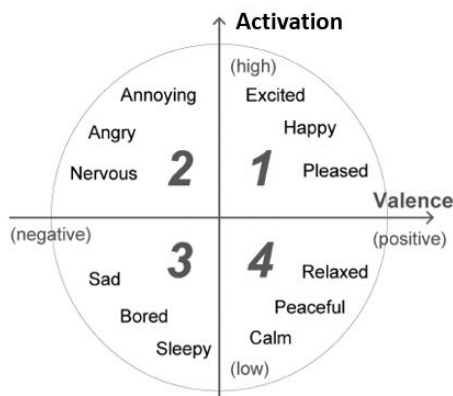 Activation
(high)
Annoying Excited
Angry Happy
2 1
Nervous Pleased
Valence
(negative) (positive)
3 4
Sad Relaxed
Bored Peaceful
Sleepy Calm
(low)